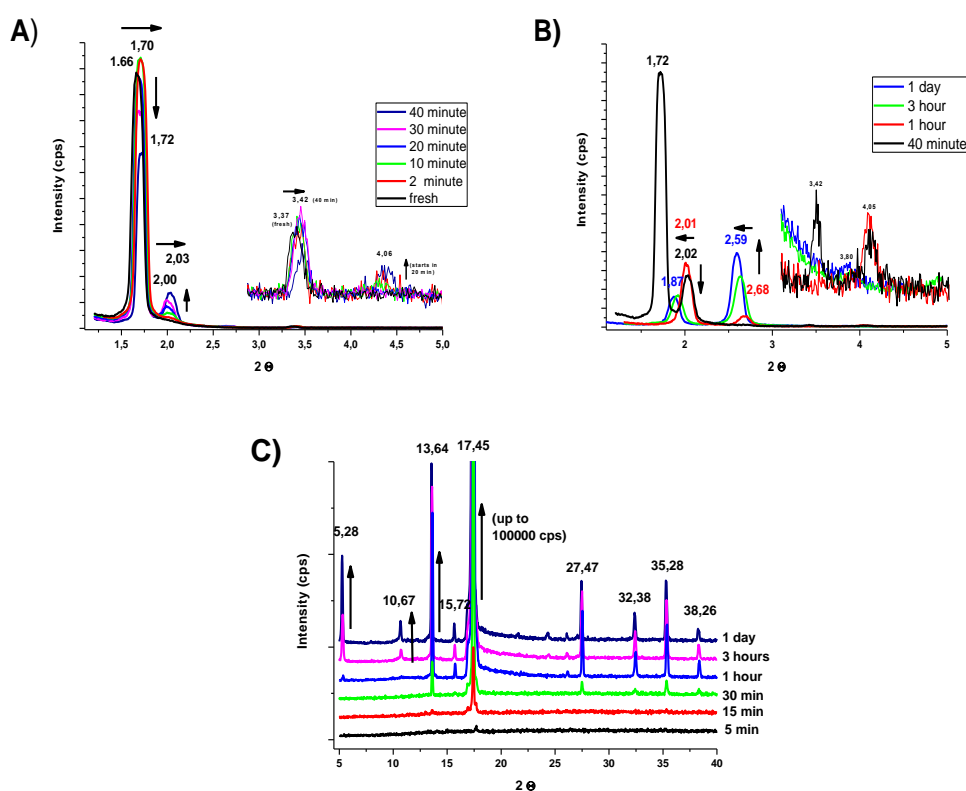 A)
1,70
1.66
1,72
2,03
2,00
40 minute
30 minute
20 minute
10 minute
2 minute
fresh
3,42 (40 min)
3,37
(fresh)
4,06
(starts in
20 min)
Intensity (cps)
1,5 2,0 2,5 3,0 3,5 4,0 4,5 5,0
2 Θ
B)
1,72
1 day
3 hour
1 hour
40 minute
3,42
4,05
3,80
2,01
2,02
2,59
1,87
2,68
Intensity (cps)
2 3 4 5
2 Θ
C)
13,64
17,45
5,28
(up to
100000 cps)
10,67
15,72
27,47
32,38
35,28
38,26
1 day
3 hours
1 hour
30 min
15 min
5 min
Intensity (cps)
5 10 15 20 25 30 35 40
2 Θ